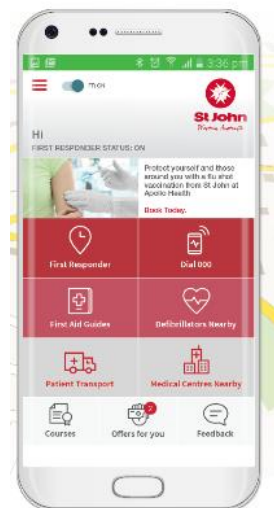 3:36 pm
St John
Hi
FIRST RESPONDER STATUS: ON
Protect yourself and those
around you with a flu shot
vaccination from St John at
Apollo Health
Book Today.
First Responder
Dial 000
First Aid Guides
Defibrillators Nearby
Patient Transport
Medical Centres Nearby
2
Courses
Offers for you
Feedback